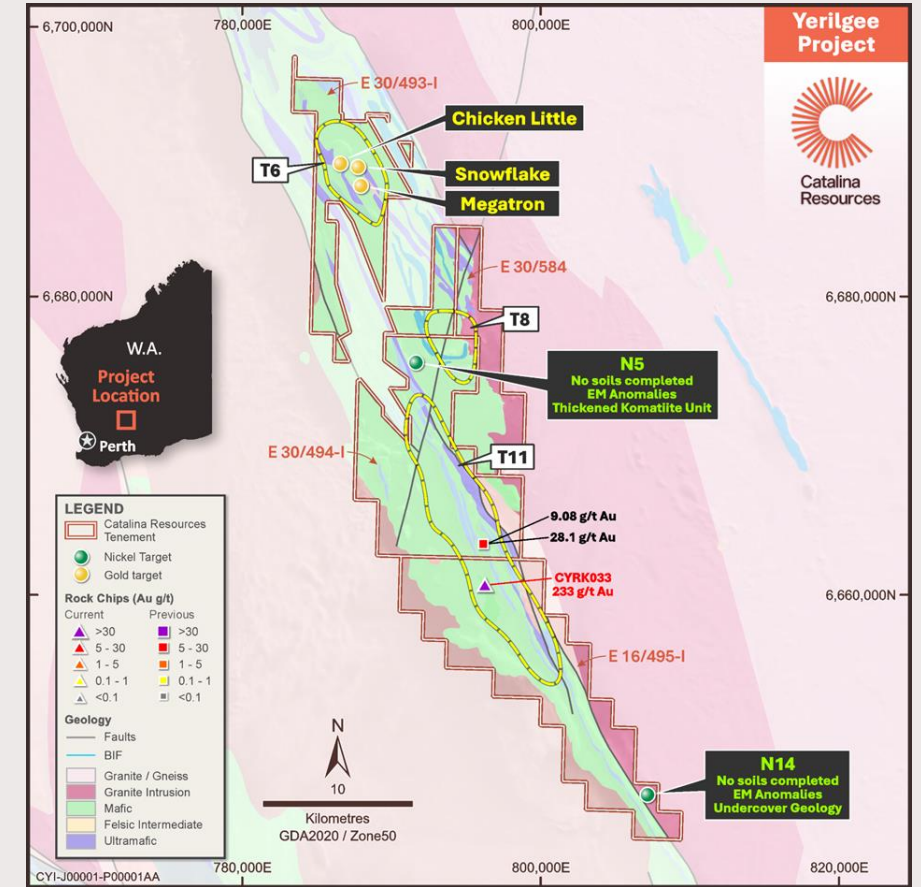 780,000E
800,000E
6,700,000N
Yerilgee
Project
Catalina
Resources
E 30/493-I
Chicken Little
T6
Snowflake
Megatron
E 30/584
6,680,000N
6,680,000N
T8
W.A.
Project
Location
Perth
N5
No soils completed
EM Anomalies
Thickened Komatiite Unit
E 30/494-I
T11
9.08 g/t Au
28.1 g/t Au
CYRK033
233 g/t Au
6,660,000N
E 16/495-I
LEGEND
Catalina Resources
Tenement
Nickel Target
Gold target
Rock Chips (Au g/t)
Current Previous
>30 >30
5 - 30 5 - 30
1 - 5 1 - 5
0.1 - 1 0.1 - 1
<0.1 <0.1
Geology
Faults
BIF
Granite / Gneiss
Granite Intrusion
Mafic
Felsic Intermediate
Ultramafic
N
10
Kilometres
GDA2020 / Zone50
N14
No soils completed
EM Anomalies
Undercover Geology
CYI-J00001-P00001AA
780,000E
800,000E
820,000E